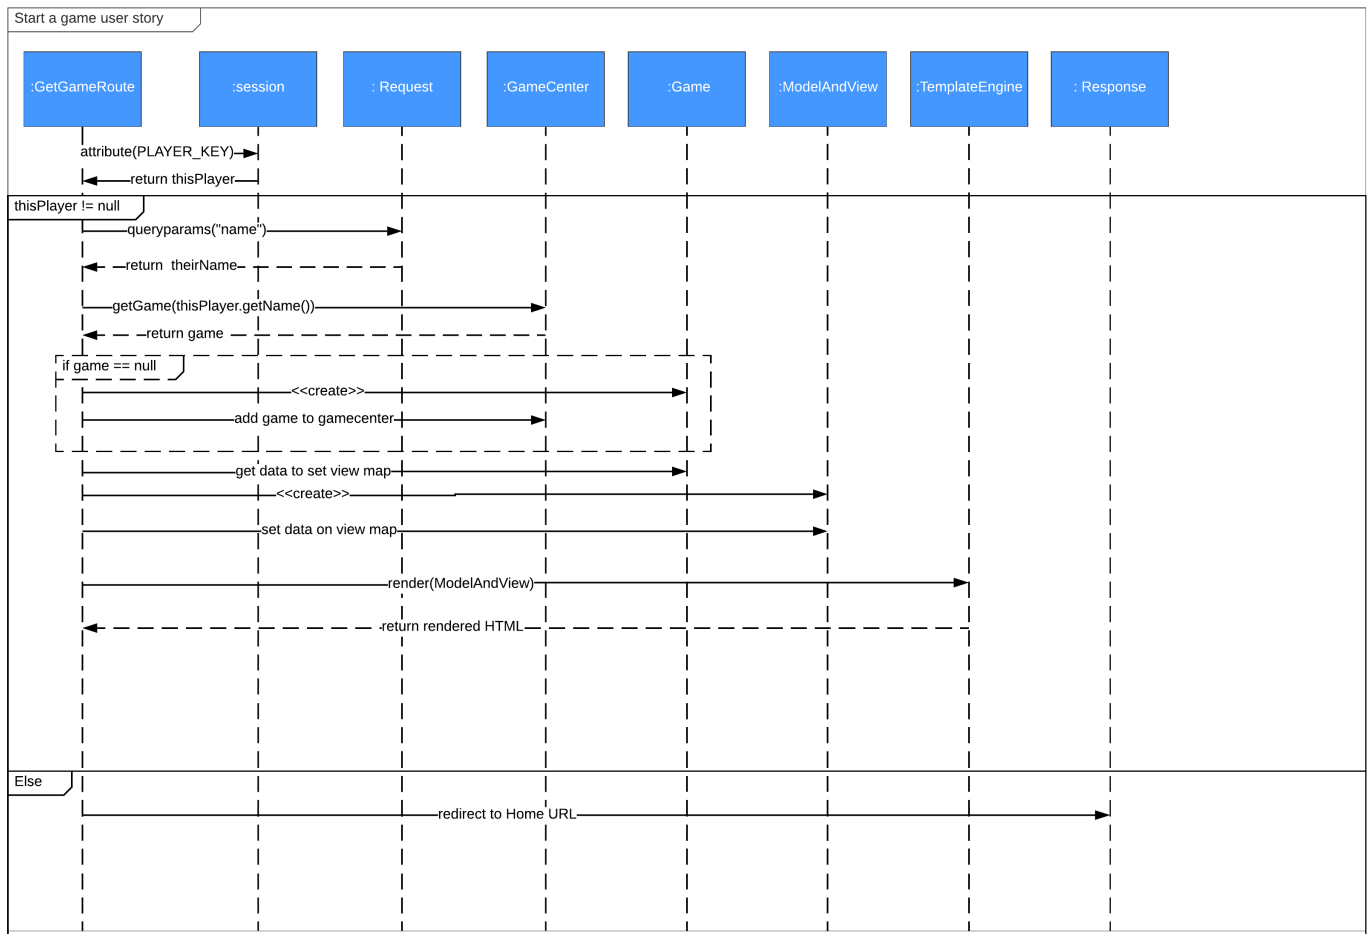 Start a game user story
:GetGameRoute
:session
: Request
:GameCenter
:Game
:ModelAndView
:TemplateEngine
: Response
attribute(PLAYER_KEY)
return thisPlayer
thisPlayer != null
queryparams("name")
return  theirName
getGame(thisPlayer.getName())
return game
if game == null
<<create>>
add game to gamecenter
get data to set view map
<<create>>
set data on view map
render(ModelAndView)
return rendered HTML
Else
redirect to Home URL